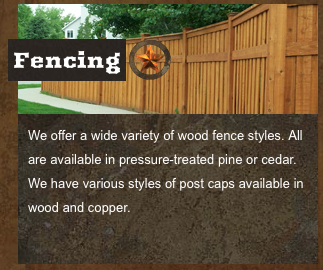 Fencing
We offer a wide variety of wood fence styles. All
are available in pressure-treated pine or cedar.
We have various styles of post caps available in
wood and copper.